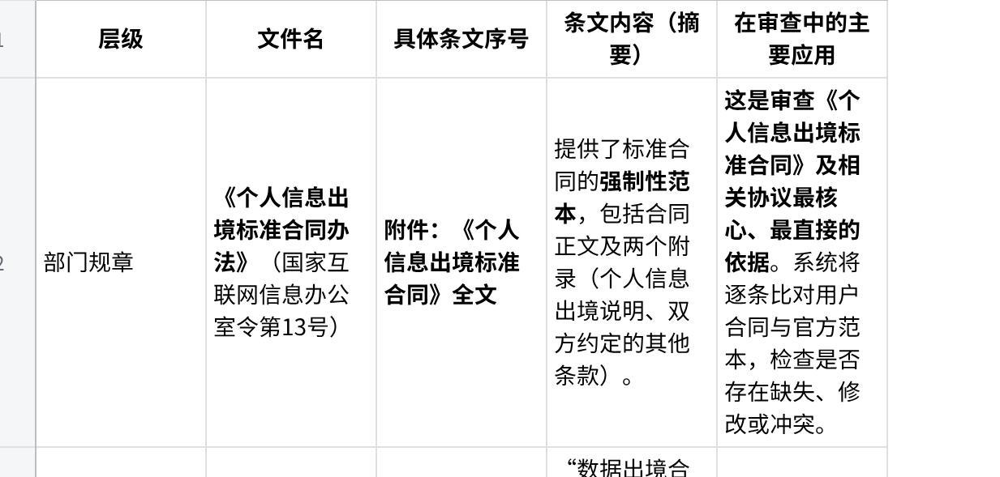 层级
文件名
具体条文序号
条文内容（摘
要）
在审查中的主
要应用
2
部门规章
《个人信息出
境标准合同办
法》（国家互
联网信息办公
室令第13号）
附件：《个人
信息出境标准
合同》全文
提供了标准合
同的强制性范
本，包括合同
正文及两个附
录（个人信息
出境说明、双
方约定的其他
条款）。
这是审查《个
人信息出境标
准合同》及相
关协议最核
心、最直接的
依据。系统将
逐条比对用户
合同与官方范
本，检查是否
存在缺失、修
改或冲突。
“数据出境合